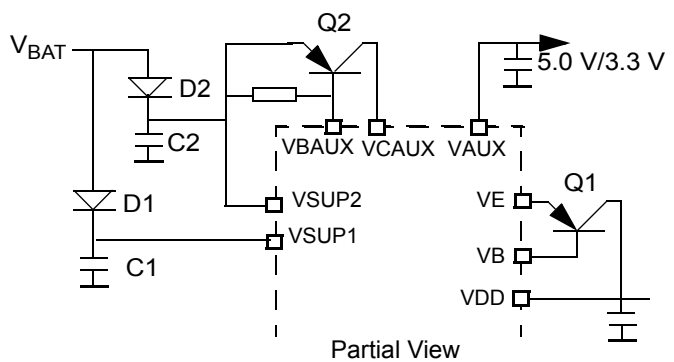 Q2
VBAT
5.0 V/3.3 V
D2
C2
VBAUX VCAUX VAUX
Q1
D1
VSUP2
VE
VSUP1
VB
C1
VDD
Partial View